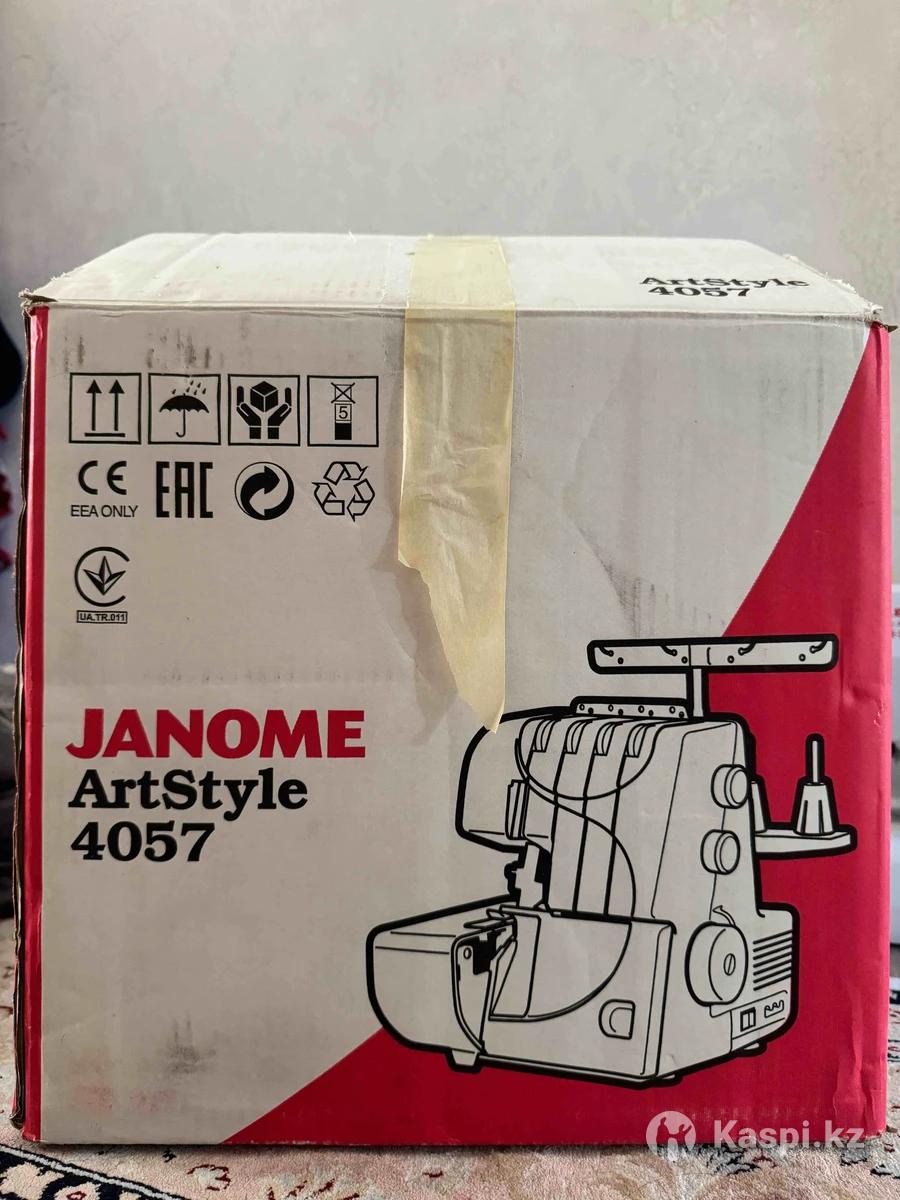 ArtStyle
4057
5
CE
EAC
EEA ONLY
UA.TR.011
JANOME
ArtStyle
4057
Kaspi.kz